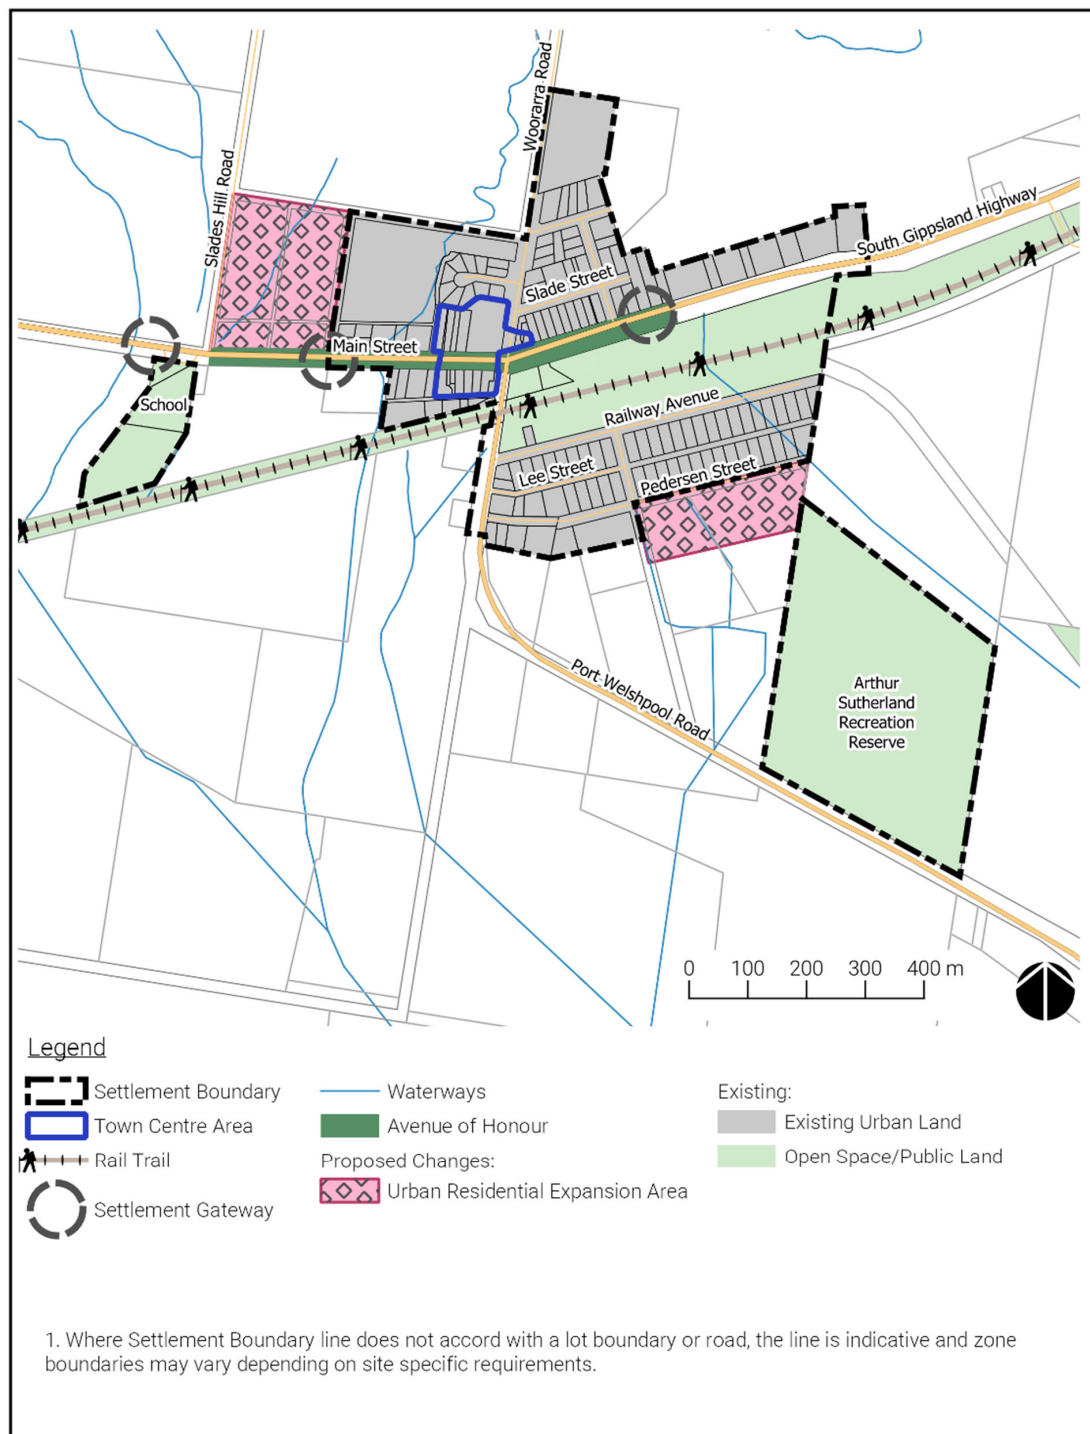 Woorarra Road
Slades Hill Road
South Gippsland Highway
Slade Street
Main Street
School
Railway Avenue
Lee Street
Pedersen Street
Port Welshpool Road
Arthur
Sutherland
Recreation
Reserve
0 100 200 300 400 m
Legend
Settlement Boundary
Town Centre Area
Rail Trail
Settlement Gateway
Waterways
Avenue of Honour
Proposed Changes:
Urban Residential Expansion Area
Existing:
Existing Urban Land
Open Space/Public Land
1. Where Settlement Boundary line does not accord with a lot boundary or road, the line is indicative and zone
boundaries may vary depending on site specific requirements.